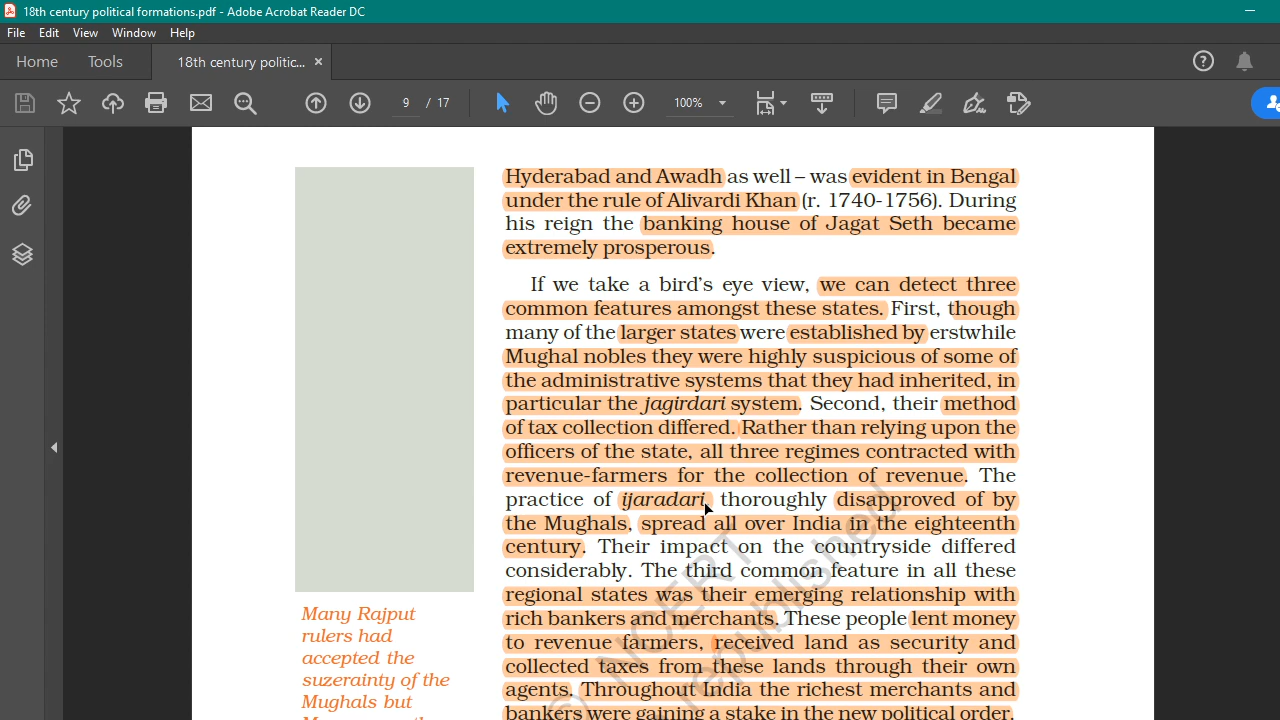 18th century political formations.pdf - Adobe Acrobat Reader DC
File Edit View Window Help
Home Tools 18th century politic... ×
9 / 17 100%
Hyderabad and Awadh as well – was evident in Bengal
under the rule of Alivardi Khan (r. 1740-1756). During
his reign the banking house of Jagat Seth became
extremely prosperous.
If we take a bird's eye view, we can detect three
common features amongst these states. First, though
many of the larger states were established by erstwhile
Mughal nobles they were highly suspicious of some of
the administrative systems that they had inherited, in
particular the jagirdari system. Second, their method
of tax collection differed. Rather than relying upon the
officers of the state, all three regimes contracted with
revenue-farmers for the collection of revenue. The
practice of ijaradari, thoroughly disapproved of by
the Mughals, spread all over India in the eighteenth
century. Their impact on the countryside differed
considerably. The third common feature in all these
regional states was their emerging relationship with
rich bankers and merchants. These people lent money
to revenue farmers, received land as security and
collected taxes from these lands through their own
agents. Throughout India the richest merchants and
bankers were gaining a stake in the new political order.
Many Rajput
rulers had
accepted the
suzerainty of the
Mughals but
© NCERT
republished